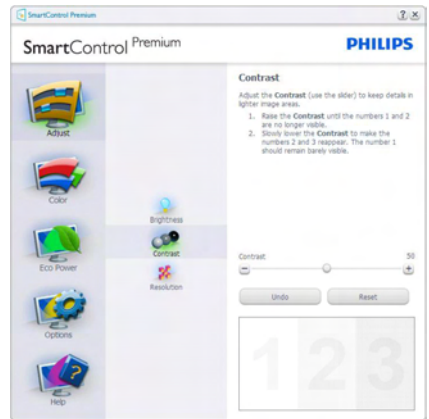 SmartControl Premium
SmartControl Premium
PHILIPS
Adjust
Color
Eco Power
Options
Help
Brightness
Contrast
Resolution
Contrast
Adjust the Contrast (use the slider) to keep details in
lighter image areas.
1. Raise the Contrast until the numbers 1 and 2
are no longer visible.
2. Slowly lower the Contrast to make the
numbers 2 and 3 reappear. The number 1
should remain barely visible.
Contrast 50
Undo Reset
1 2 3